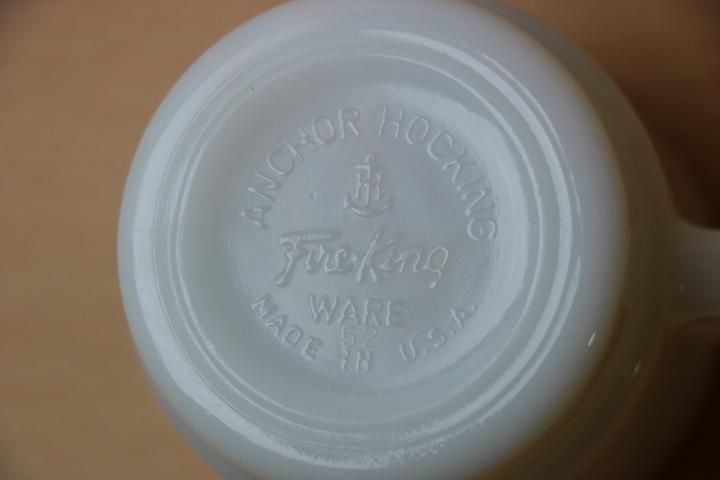 ANCHOR HOCKING
Fire-King
WARE
52
MADE IN U.S.A.